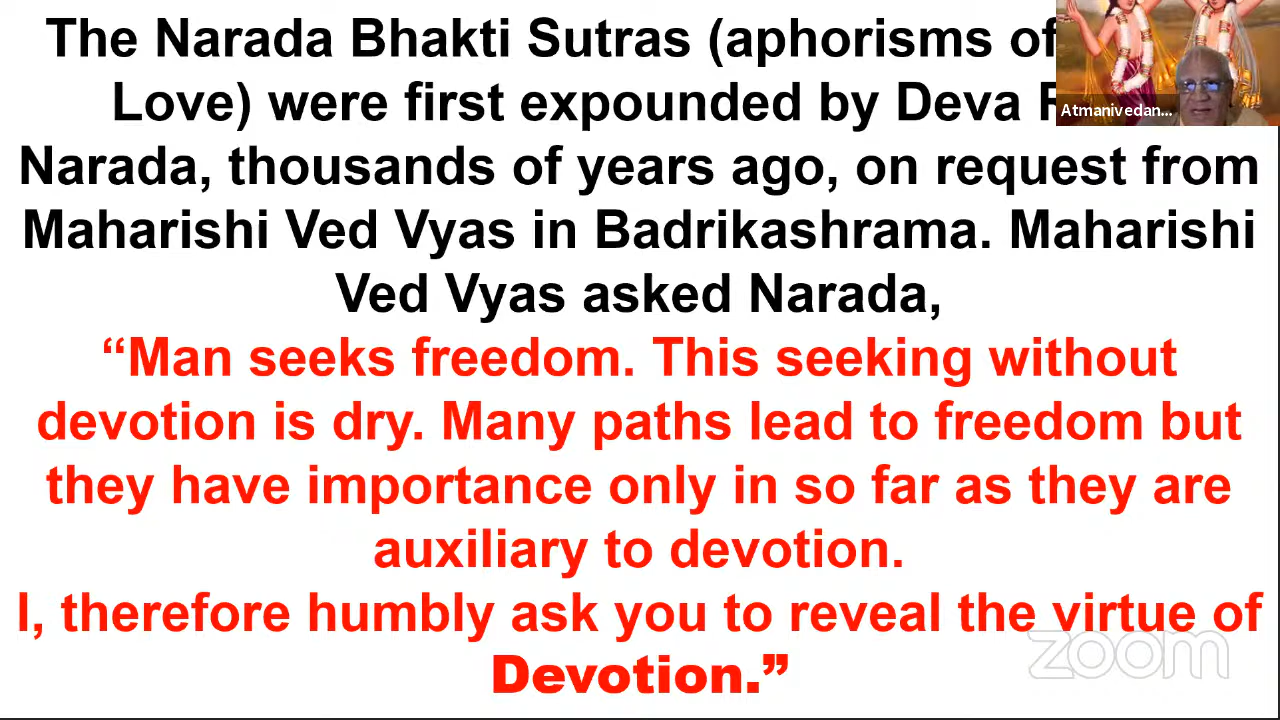 The Narada Bhakti Sutras (aphorisms of
Love) were first expounded by Deva
Narada, thousands of years ago, on request from
Maharishi Ved Vyas in Badrikashrama. Maharishi
Ved Vyas asked Narada,
“Man seeks freedom. This seeking without
devotion is dry. Many paths lead to freedom but
they have importance only in so far as they are
auxiliary to devotion.
I, therefore humbly ask you to reveal the virtue of
Devotion.”
Atmanivedan...
zoom